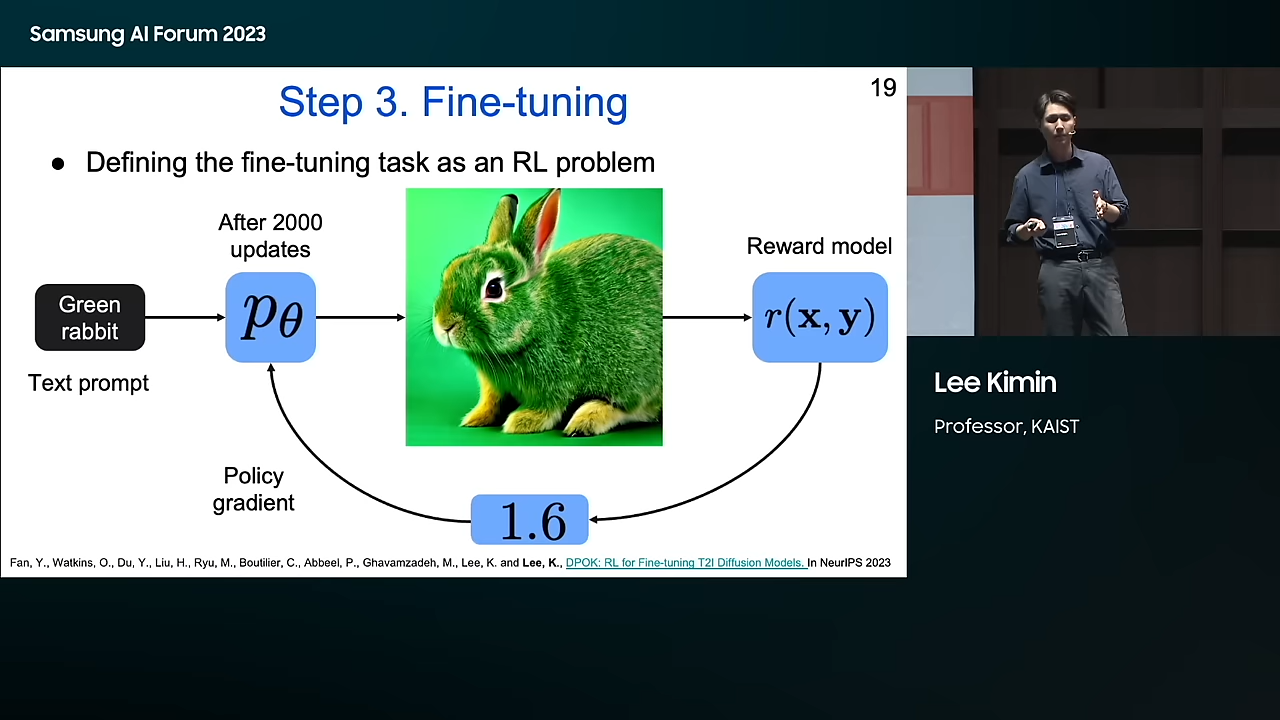 Samsung AI Forum 2023
Step 3. Fine-tuning
19
● Defining the fine-tuning task as an RL problem
After 2000
updates
Reward model
Green
rabbit
pθ
r(x, y)
Text prompt
Policy
gradient
1.6
Fan, Y., Watkins, O., Du, Y., Liu, H., Ryu, M., Boutilier, C., Abbeel, P., Ghavamzadeh, M., Lee, K. and Lee, K., DPOK: RL for Fine-tuning T2I Diffusion Models. In NeurIPS 2023
Lee Kimin
Professor, KAIST